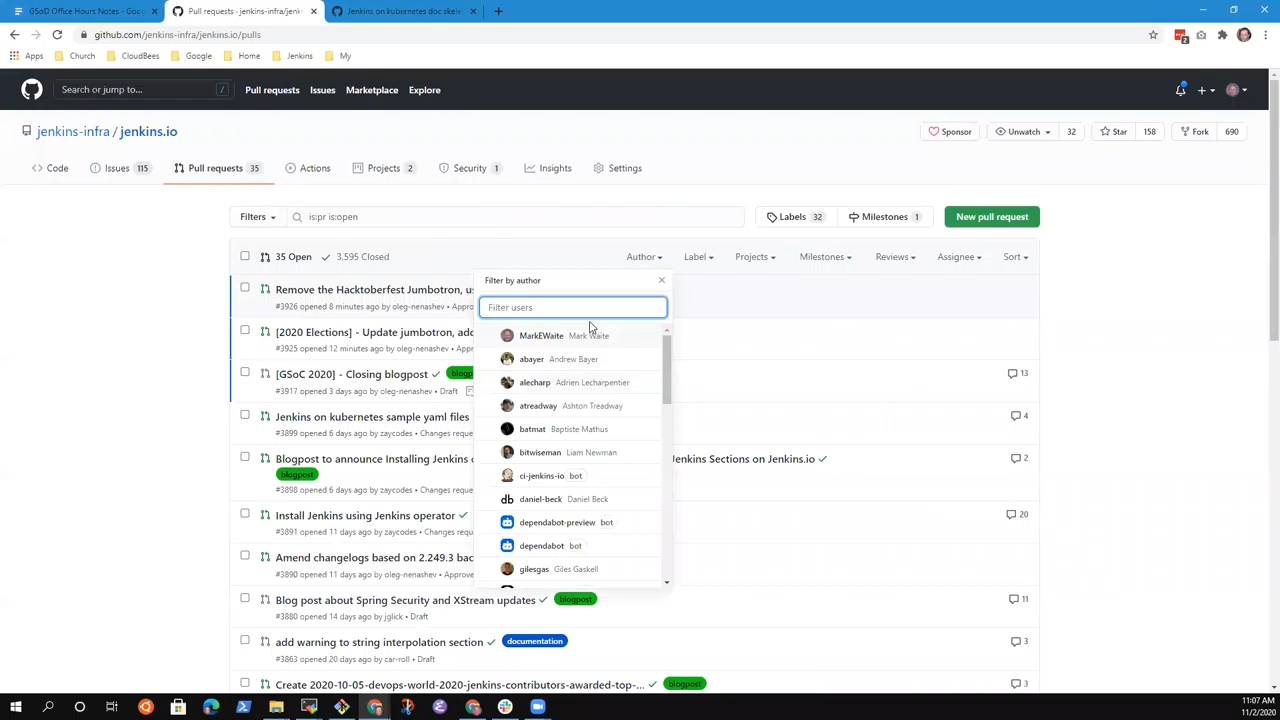 GSoD Office Hours Notes - Goog
Pull requests · jenkins-infra/jenk
Jenkins on kubernetes doc skele
github.com/jenkins-infra/jenkins.io/pulls
2
Apps
Church
CloudBees
Google
Home
Jenkins
My
Search or jump to...
/
Pull requests
Issues
Marketplace
Explore
jenkins-infra / jenkins.io
Sponsor
Unwatch
32
Star
158
Fork
690
Code
Issues 115
Pull requests 35
Actions
Projects 2
Security 1
Insights
Settings
Filters
is:pr is:open
Labels 32
Milestones 1
New pull request
35 Open
3,595 Closed
Author
Label
Projects
Milestones
Reviews
Assignee
Sort
Filter by author
Filter users
MarkEWaite Mark Waite
abayer Andrew Bayer
alecharp Adrien Lecharpentier
atreadway Ashton Treadway
batmat Baptiste Mathus
bitwiseman Liam Newman
ci-jenkins-io bot
daniel-beck Daniel Beck
dependabot-preview bot
dependabot bot
gilesgas Giles Gaskell
Remove the Hacktoberfest Jumbotron, us
#3926 opened 8 minutes ago by oleg-nenashev • Appro
[2020 Elections] - Update jumbotron, add
#3925 opened 12 minutes ago by oleg-nenashev • Appr
[GSoC 2020] - Closing blogpost
blogp
13
#3917 opened 3 days ago by oleg-nenashev • Draft
Jenkins on kubernetes sample yaml files
4
#3899 opened 6 days ago by zaycodes • Changes reque
Blogpost to announce Installing Jenkins o
Jenkins Sections on Jenkins.io
2
blogpost
#3898 opened 6 days ago by zaycodes • Changes reque
Install Jenkins using Jenkins operator
20
#3891 opened 11 days ago by zaycodes • Changes requ
Amend changelogs based on 2.249.3 bac
#3890 opened 11 days ago by oleg-nenashev • Approve
Blog post about Spring Security and XStream updates
blogpost
11
#3880 opened 14 days ago by jglick • Draft
add warning to string interpolation section
documentation
3
#3863 opened 20 days ago by car-roll • Draft
Create 2020-10-05-devops-world-2020-jenkins-contributors-awarded-top-...
blogpost
3
11:07 AM
11/2/2020